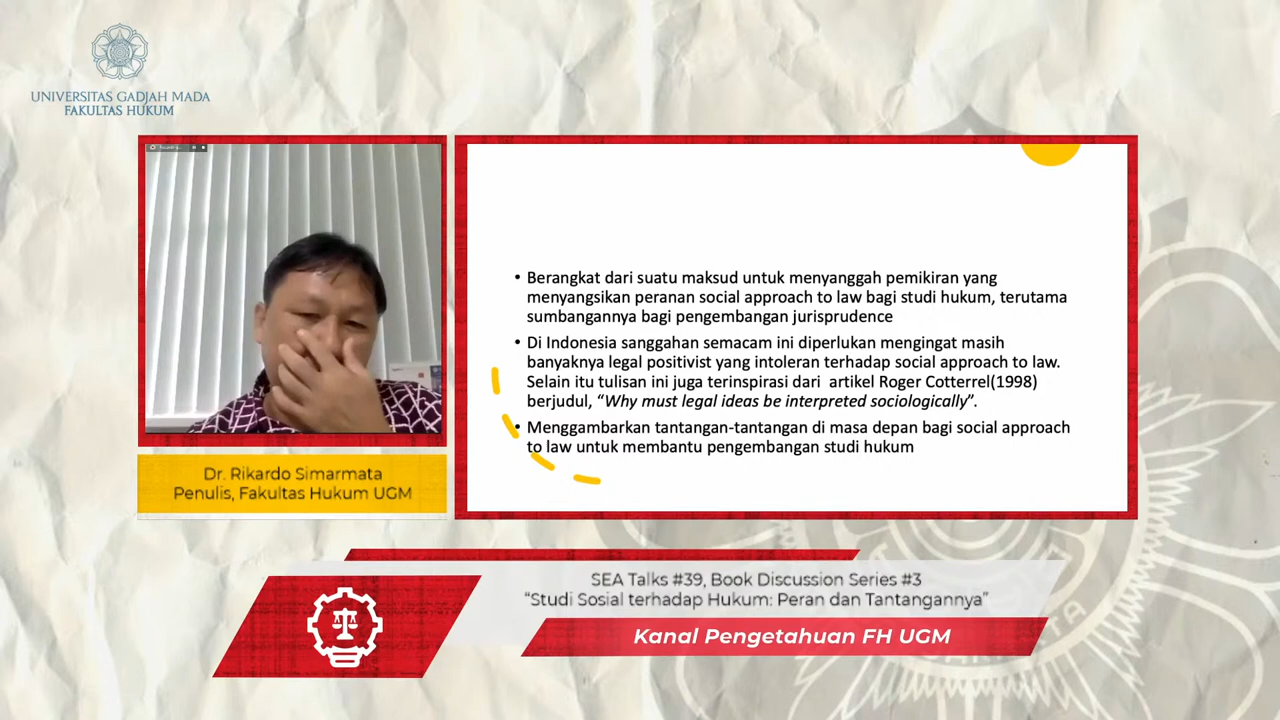 UNIVERSITAS GADJAH MADA
FAKULTAS HUKUM
• Berangkat dari suatu maksud untuk menyanggah pemikiran yang
menyangsikan peranan social approach to law bagi studi hukum, terutama
sumbangannya bagi pengembangan jurisprudence
• Di Indonesia sanggahan semacam ini diperlukan mengingat masih
banyaknya legal positivist yang intoleran terhadap social approach to law.
Selain itu tulisan ini juga terinspirasi dari artikel Roger Cotterrel(1998)
berjudul, “Why must legal ideas be interpreted sociologically”.
• Menggambarkan tantangan-tantangan di masa depan bagi social approach
to law untuk membantu pengembangan studi hukum
Dr. Rikardo Simarmata
Penulis, Fakultas Hukum UGM
SEA Talks #39, Book Discussion Series #3
“Studi Sosial terhadap Hukum: Peran dan Tantangannya”
Kanal Pengetahuan FH UGM